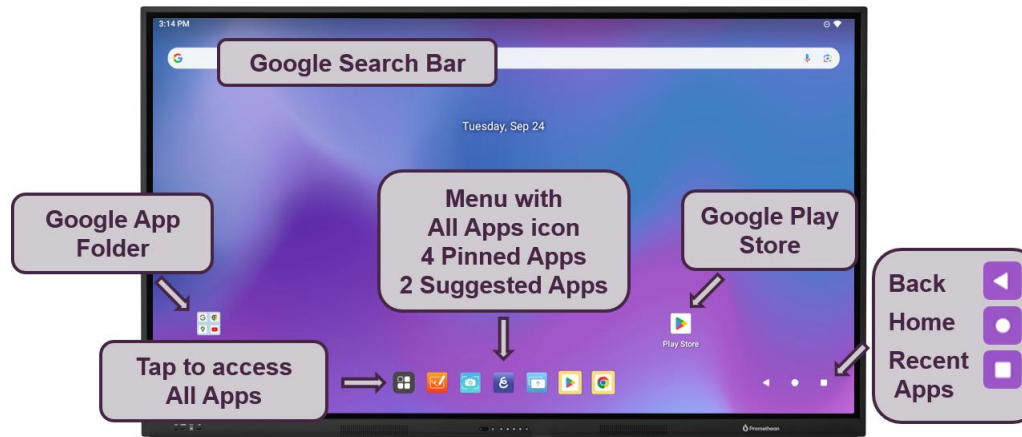 3:14 PM
Google Search Bar
Tuesday, Sep 24
Menu with
All Apps icon
4 Pinned Apps
2 Suggested Apps
Google App
Folder
Google Play
Store
Back
Home
Recent
Apps
Play Store
Tap to access
All Apps
Promethean